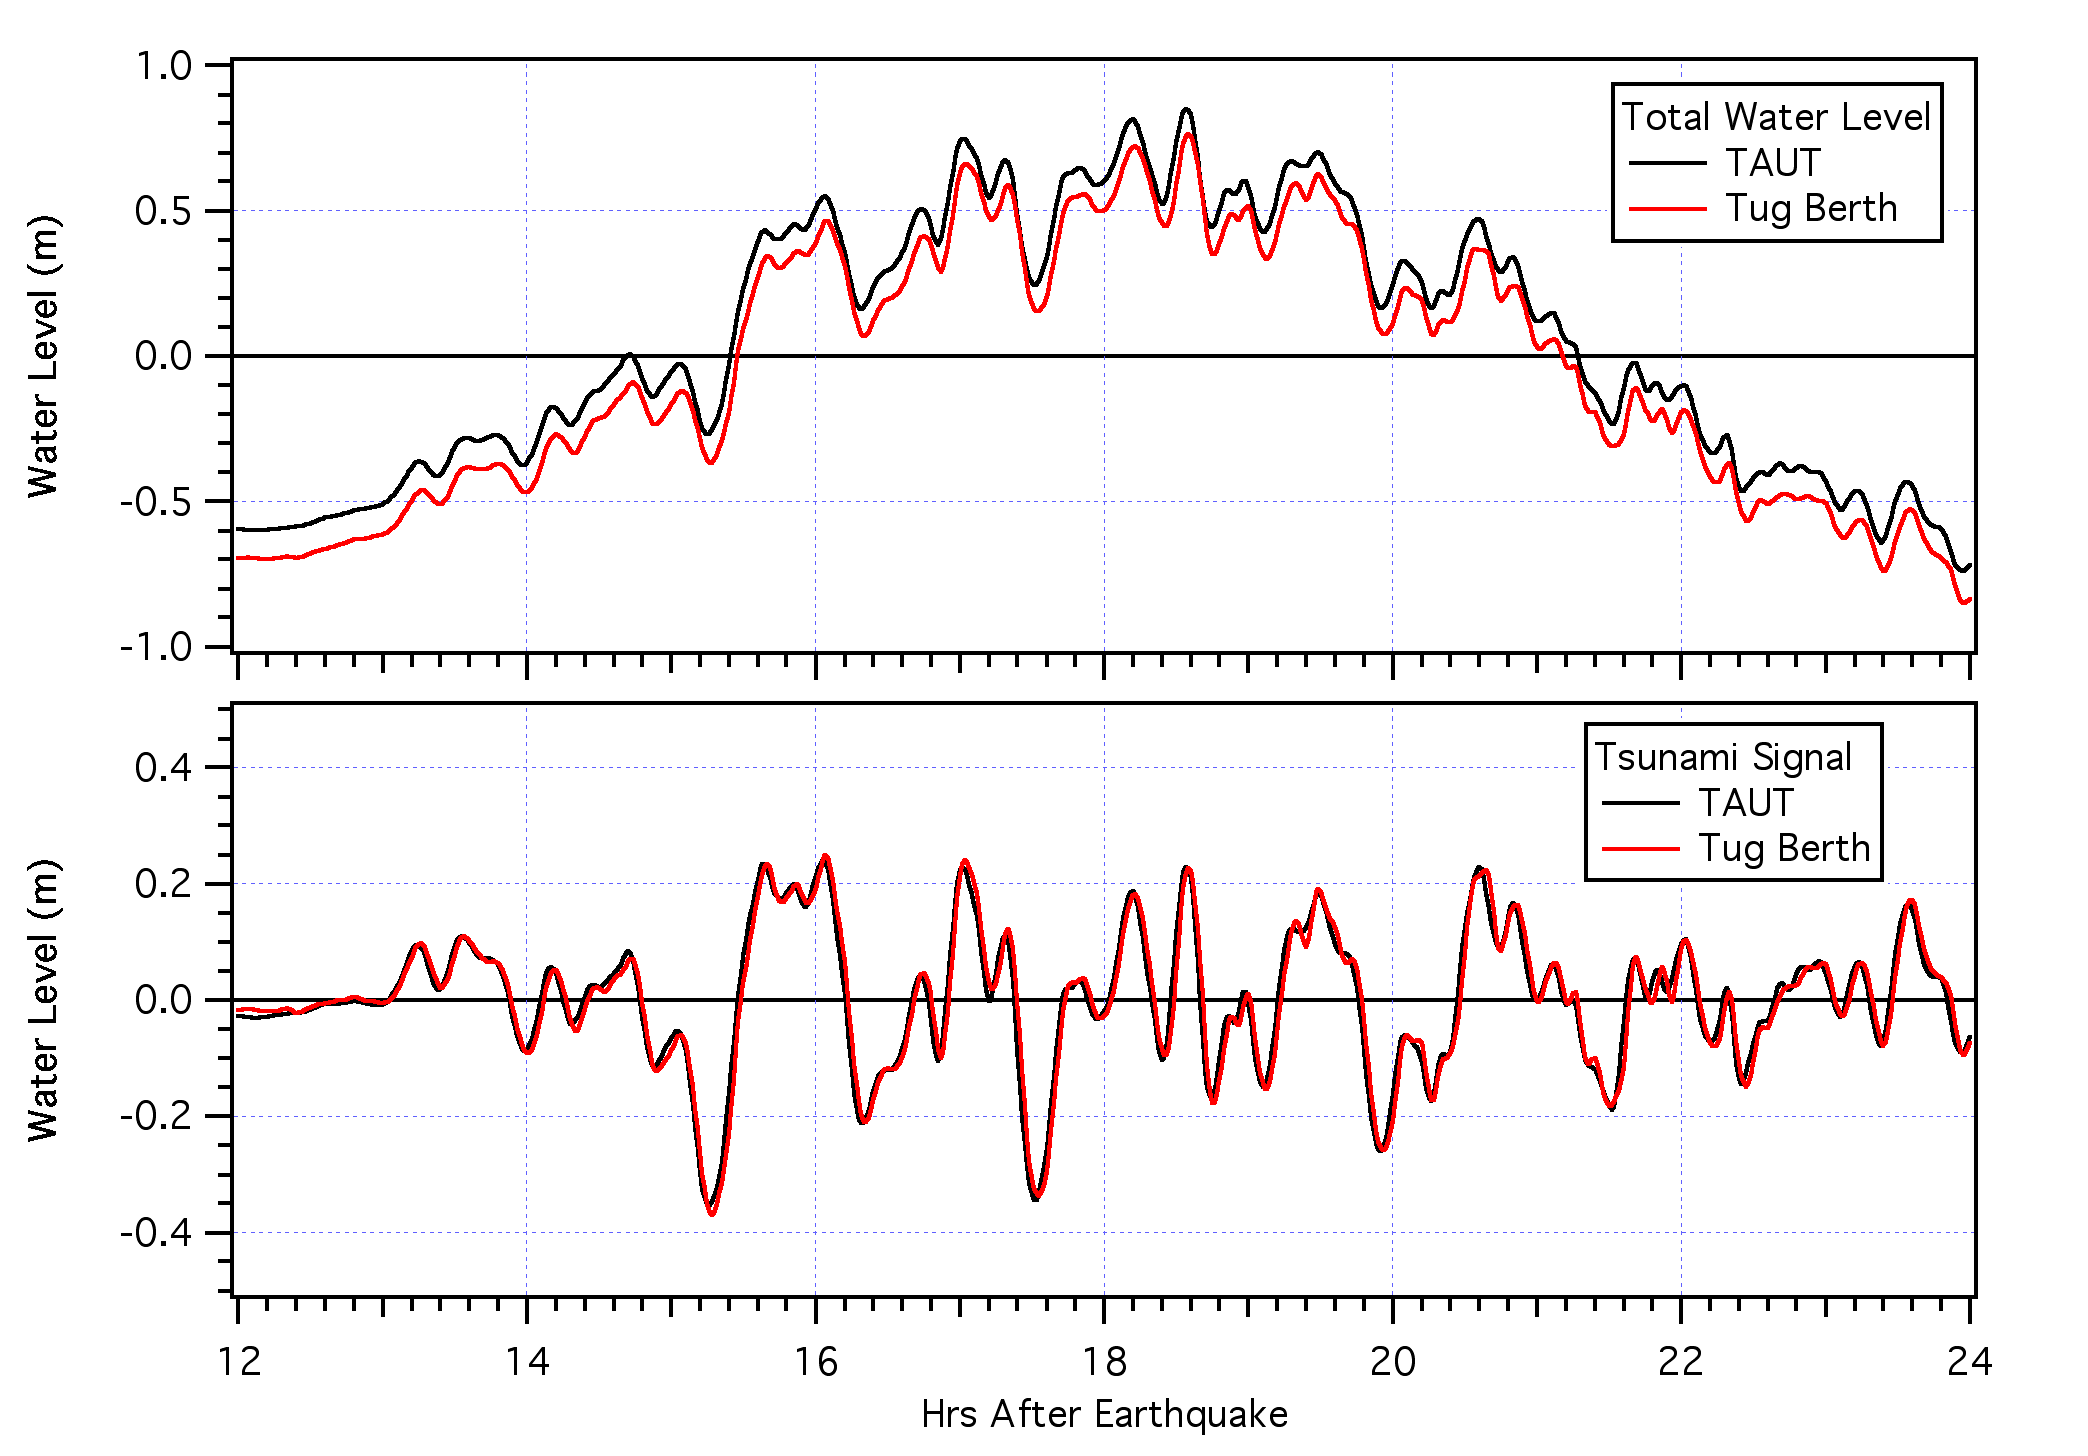 1.0
0.5
0.0
-0.5
-1.0
Water Level (m)
Total Water Level
TAUT
Tug Berth
0.4
0.2
0.0
-0.2
-0.4
Water Level (m)
Tsunami Signal
TAUT
Tug Berth
12 14 16 18 20 22 24
Hrs After Earthquake